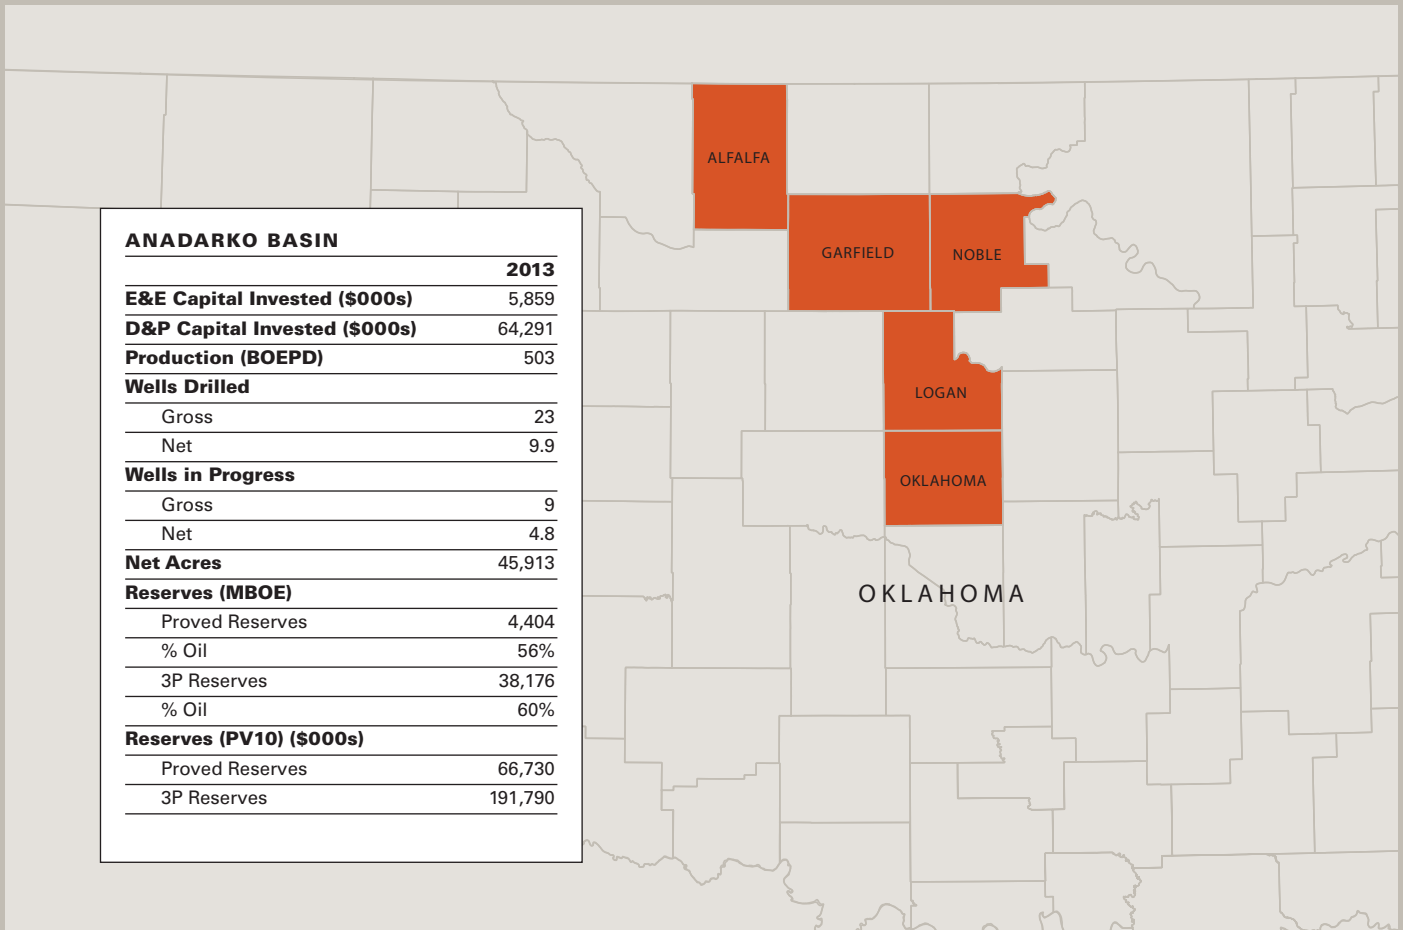 ANADARKO BASIN
2013
E&E Capital Invested ($000s) 5,859
D&P Capital Invested ($000s) 64,291
Production (BOEPD) 503
Wells Drilled
Gross 23
Net 9.9
Wells in Progress
Gross 9
Net 4.8
Net Acres 45,913
Reserves (MBOE)
Proved Reserves 4,404
% Oil 56%
3P Reserves 38,176
% Oil 60%
Reserves (PV10) ($000s)
Proved Reserves 66,730
3P Reserves 191,790
ALFALFA
GARFIELD
NOBLE
LOGAN
OKLAHOMA
OKLAHOMA